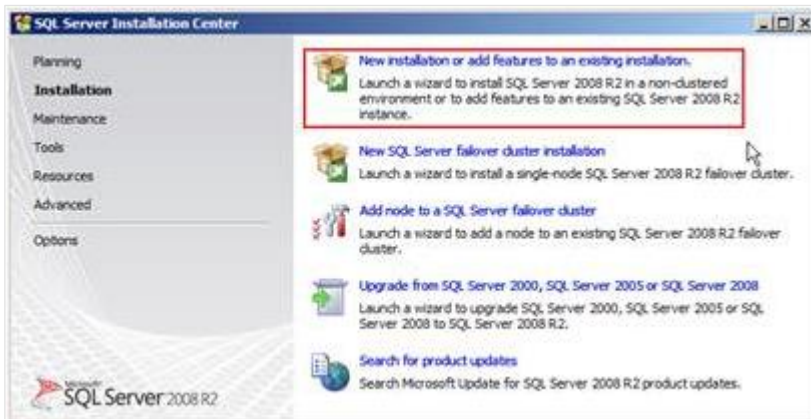 SQL Server Installation Center
Planning
Installation
Maintenance
Tools
Resources
Advanced
Options
New installation or add features to an existing installation.
Launch a wizard to install SQL Server 2008 R2 in a non-clustered
environment or to add features to an existing SQL Server 2008 R2
instance.
New SQL Server failover cluster installation
Launch a wizard to install a single-node SQL Server 2008 R2 failover cluster.
Add node to a SQL Server failover cluster
Launch a wizard to add a node to an existing SQL Server 2008 R2 failover
cluster.
Upgrade from SQL Server 2000, SQL Server 2005 or SQL Server 2008
Launch a wizard to upgrade SQL Server 2000, SQL Server 2005 or SQL
Server 2008 to SQL Server 2008 R2.
Search for product updates
Search Microsoft Update for SQL Server 2008 R2 product updates.
Microsoft
SQL Server 2008 R2